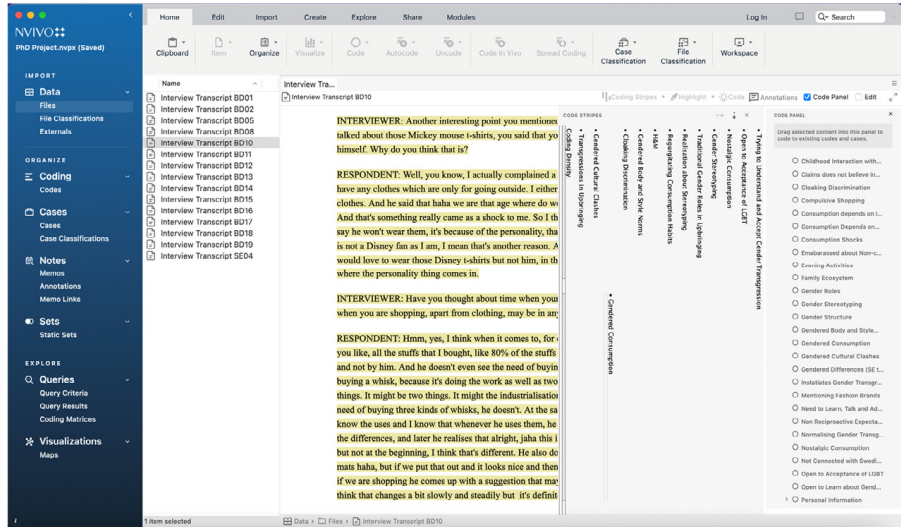 Home Edit Import Create Explore Share Modules Log In Search
NVIVO
PhD Project.nvpx (Saved)
Clipboard Item Organize Visualize Code Autocode Uncode Code In Vivo Spread Coding Case Classification File Classification Workspace
IMPORT
Data
Files
File Classifications
Externals
ORGANIZE
Coding
Codes
Cases
Cases
Case Classifications
Notes
Memos
Annotations
Memo Links
Sets
Static Sets
EXPLORE
Queries
Query Criteria
Query Results
Coding Matrices
Visualizations
Maps
Name
Interview Transcript BD01
Interview Transcript BD02
Interview Transcript BD05
Interview Transcript BD08
Interview Transcript BD10
Interview Transcript BD11
Interview Transcript BD12
Interview Transcript BD13
Interview Transcript BD14
Interview Transcript BD15
Interview Transcript BD16
Interview Transcript BD17
Interview Transcript BD18
Interview Transcript BD19
Interview Transcript SE04
Interview Tra...
Interview Transcript BD10
Coding Stripes Highlight Code Annotations Code Panel Edit
INTERVIEWER: Another interesting point you mentioned
talked about those Mickey mouse t-shirts, you said that yo
himself. Why do you think that is?
RESPONDENT: Well, you know, I actually complained a
have any clothes which are only for going outside. I either
clothes. And he said that haha we are that age where do we
And that's something really came as a shock to me. So I th
say he won't wear them, it's because of the personality, tha
is not a Disney fan as I am, I mean that's another reason. A
would love to wear those Disney t-shirts but not him, in th
where the personality thing comes in.
INTERVIEWER: Have you thought about time when your
when you are shopping, apart from clothing, may be in any
RESPONDENT: Hmm, yes, I think when it comes to, for
you like, all the stuffs that I bought, like 80% of the stuffs
and not by him. And he doesn't even see the need of buyin
buying a whisk, because it's doing the work as well as two
things. It might be two things. It might the industrialisation
need of buying three kinds of whisks, he doesn't. At the sa
know the uses and I know that whenever he uses them, he
the differences, and later he realises that alright, jaha this i
but not at the beginning, I think that's different. He also do
mats haha, but if we put that out and it looks nice and then
if we are shopping he comes up with a suggestion that may
think that changes a bit slowly and steadily but it's definit
CODE STRIPES
Coding Density
Transgressions in Upbringing
Gendered Cultural Clashes
Gendered Body and Style Norms
Cloaking Discrimination
H&M
Regurgitating Consumption Habits
Realisation about Stereotyping
Traditional Gender Roles in Upbringing
Gender Stereotyping
Nostalgic Consumption
Open to Acceptance of LGBT
Trying to Understand and Accept Gender Transgression
Gendered Consumption
CODE PANEL
Drag selected content into this panel to
code to existing codes and cases.
Childhood Interaction with...
Claims does not believe in...
Cloaking Discrimination
Compulsive Shopping
Consumption depends on l...
Consumption Depends on...
Consumption Shocks
Emabarassed about Non-c...
Evening Activities
Family Ecosystem
Gender Roles
Gender Stereotyping
Gender Structure
Gendered Body and Style...
Gendered Consumption
Gendered Cultural Clashes
Gendered Differences (SE t...
Instatiates Gender Transgr...
Mentioning Fashion Brands
Need to Learn, Talk and Ad...
Non Reciproactive Expecta...
Normalising Gender Transg...
Nostalgic Consumption
Not Connected with Swedi...
Open to Acceptance of LGBT
Open to Learn about Gend...
Personal Information
1 item selected
Data › Files › Interview Transcript BD10